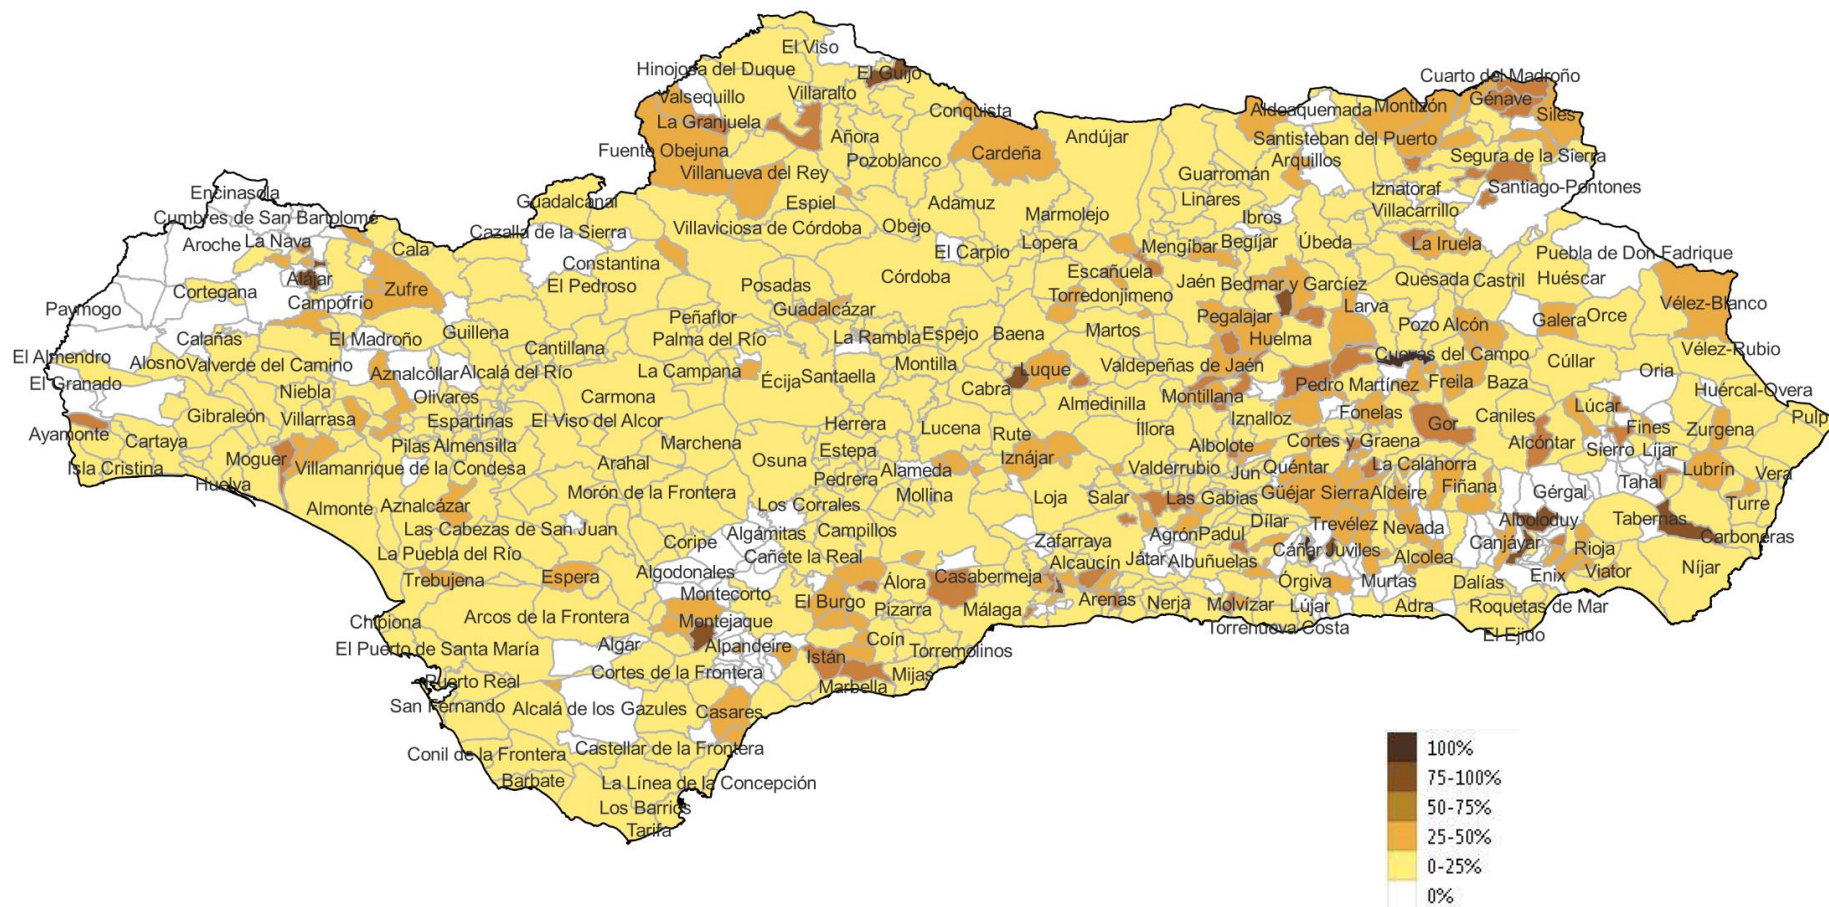 El Viso
Hinojosa del Duque
El Guijo
Cuarto del Madroño
Valsequillo
Villaralto
Conquista
Aldeaquemada
Montizón
Génave
Siles
La Granjuela
Añora
Andújar
Santisteban del Puerto
Fuente Obejuna
Pozoblanco
Cardeña
Arquillos
Segura de la Sierra
Villanueva del Rey
Guarromán
Iznatoraf
Santiago-Pontones
Encinasola
Guadalcanal
Espiel
Adamuz
Linares
Villacarrillo
Cumbres de San Bartolomé
Marmolejo
Ibros
Aroche
La Nava
Cala
Cazalla de la Sierra
Villaviciosa de Córdoba
Obejo
El Carpio
Lopera
Mengíbar
Begíjar
Úbeda
La Iruela
Puebla de Don Fadrique
Constantina
Escañuela
Alájar
Cortegana
Zufre
El Pedroso
Posadas
Córdoba
Jaén
Bedmar y Garcíez
Quesada
Castril
Huéscar
Campofrío
Torredonjimeno
Larva
Vélez-Blanco
Paymogo
Guadalcázar
Peñaflor
Pegalajar
Pozo Alcón
Galera
Orce
Calañas
El Madroño
Guillena
Palma del Río
La Rambla
Espejo
Baena
Martos
Huelma
El Almendro
Alosno
Valverde del Camino
Cantillana
Montilla
Cuevas del Campo
Cúllar
Vélez-Rubio
Aznalcóllar
Alcalá del Río
La Campana
Écija
Santaella
Luque
Valdepeñas de Jaén
Oria
El Granado
Niebla
Olivares
Carmona
Cabra
Pedro Martínez
Freila
Baza
Huércal-Overa
Gibraleón
Villarrasa
Espartinas
El Viso del Alcor
Almedinilla
Montillana
Iznalloz
Fonelas
Gor
Caniles
Lúcar
Fines
Zurgena
Pulp
Ayamonte
Cartaya
Pilas
Almensilla
Marchena
Herrera
Lucena
Rute
Íllora
Albolote
Cortes y Graena
Alcóntar
Sierro
Líjar
Isla Cristina
Moguer
Villamanrique de la Condesa
Arahal
Osuna
Estepa
Alameda
Iznájar
Valderrubio
Jun
Quéntar
La Calahorra
Lubrín
Vera
Huelva
Pedrera
Tahal
Almonte
Aznalcázar
Morón de la Frontera
Los Corrales
Mollina
Loja
Salar
Las Gabias
Güéjar Sierra
Aldeire
Fiñana
Gérgal
Turre
Las Cabezas de San Juan
Algámitas
Campillos
Dílar
Trevélez
Nevada
Alboloduy
Tabernas
La Puebla del Río
Coripe
Cañete la Real
Zafarraya
Agrón
Padul
Cáñar
Juviles
Canjáyar
Carboneras
Trebujena
Espera
Algodonales
Álora
Casabermeja
Alcaucín
Játar
Albuñuelas
Alcolea
Rioja
Viator
Montecorto
Órgiva
Murtas
Dalías
Enix
Níjar
Chipiona
Arcos de la Frontera
Montejaque
El Burgo
Pizarra
Málaga
Arenas
Nerja
Molvízar
Lújar
Adra
Roquetas de Mar
Torrenueva Costa
El Ejido
El Puerto de Santa María
Algar
Alpandeire
Coín
Istán
Torremolinos
Puerto Real
Cortes de la Frontera
Marbella
Mijas
San Fernando
Alcalá de los Gazules
Casares
Conil de la Frontera
Castellar de la Frontera
Barbate
La Línea de la Concepción
Los Barrios
Tarifa
100%
75-100%
50-75%
25-50%
0-25%
0%